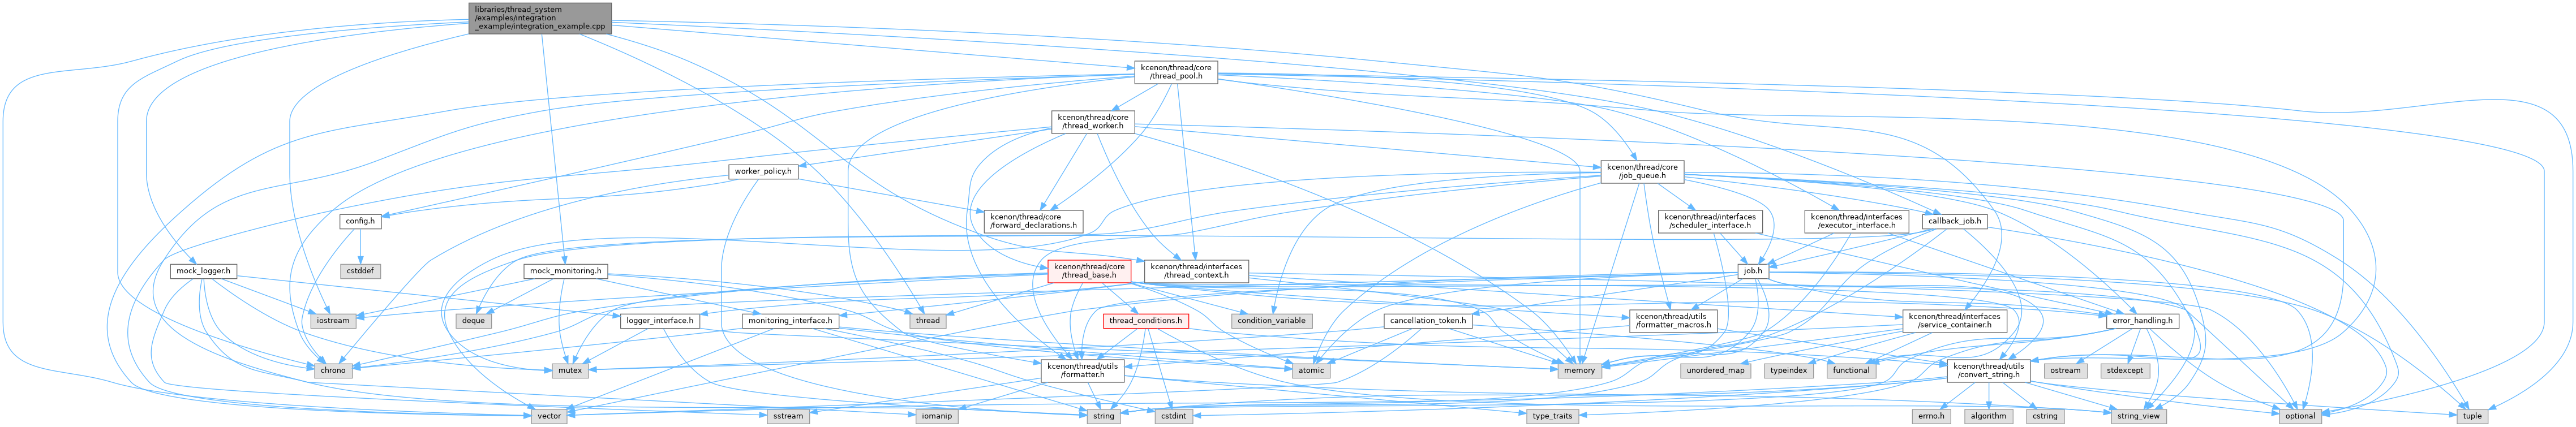 libraries/thread_system
/examples/integration
_example/integration_example.cpp
kcenon/thread/core
/thread_pool.h
kcenon/thread/core
/thread_worker.h
worker_policy.h
kcenon/thread/core
/job_queue.h
config.h
kcenon/thread/core
/forward_declarations.h
kcenon/thread/interfaces
/scheduler_interface.h
kcenon/thread/interfaces
/executor_interface.h
callback_job.h
cstddef
mock_logger.h
mock_monitoring.h
kcenon/thread/core
/thread_base.h
kcenon/thread/interfaces
/thread_context.h
job.h
iostream
deque
logger_interface.h
monitoring_interface.h
thread
thread_conditions.h
condition_variable
cancellation_token.h
kcenon/thread/utils
/formatter_macros.h
kcenon/thread/interfaces
/service_container.h
error_handling.h
chrono
mutex
kcenon/thread/utils
/formatter.h
atomic
memory
unordered_map
typeindex
functional
kcenon/thread/utils
/convert_string.h
ostream
stdexcept
vector
sstream
iomanip
string
cstdint
type_traits
errno.h
algorithm
cstring
string_view
optional
tuple